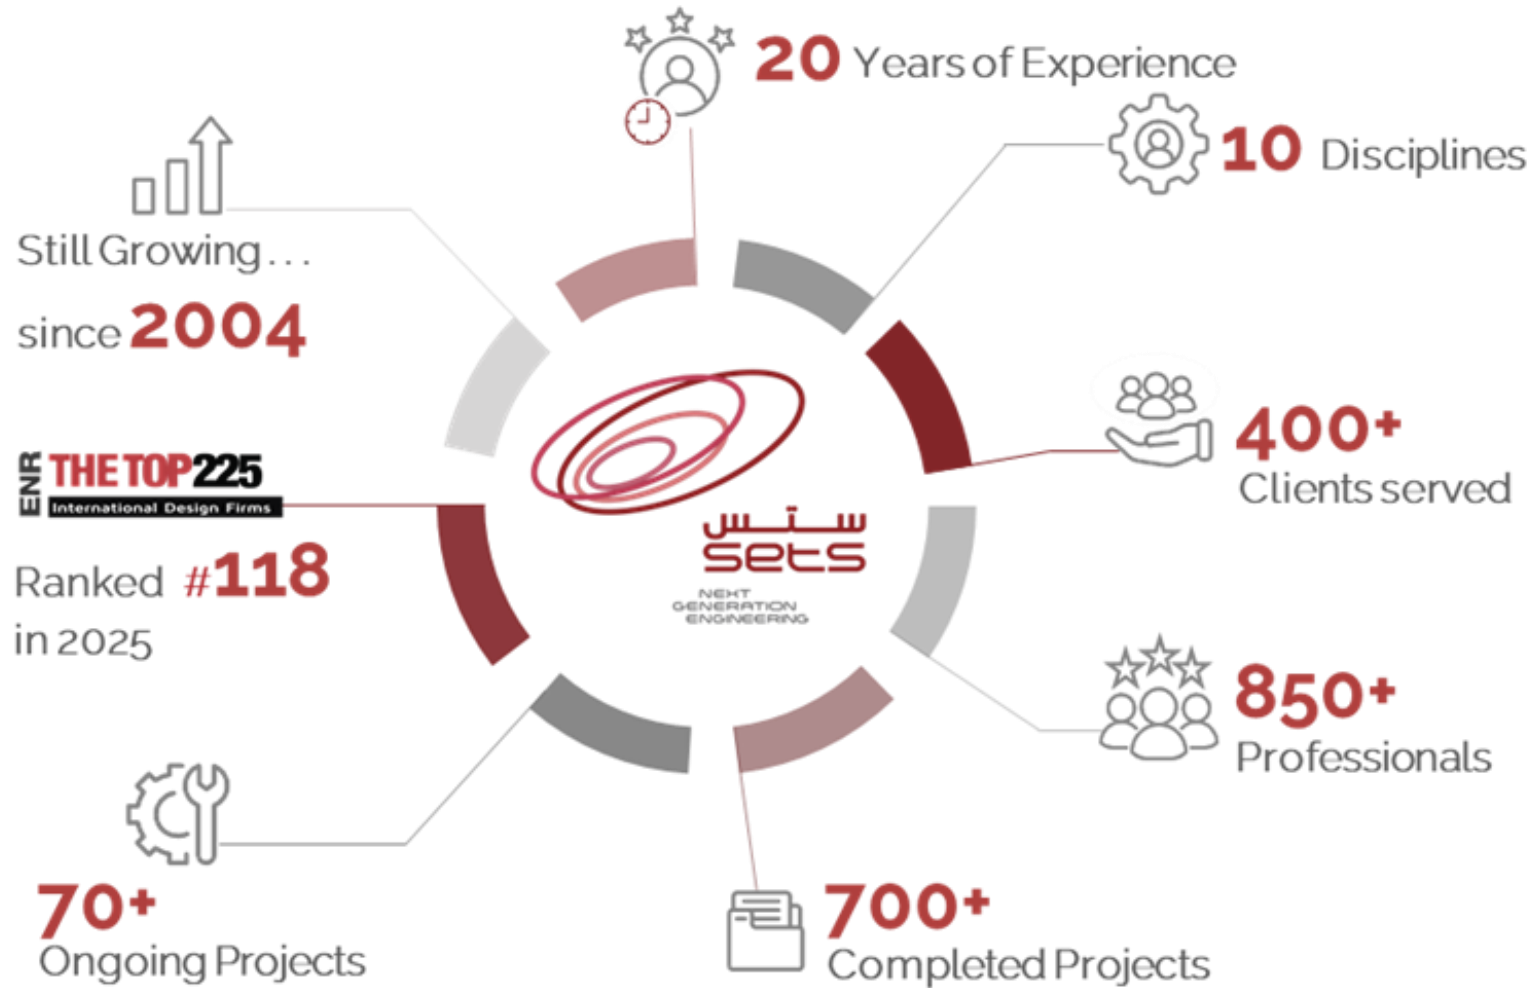 20 Years of Experience
10 Disciplines
400+
Clients served
850+
Professionals
700+
Completed Projects
70+
Ongoing Projects
ENR
THE TOP 225
International Design Firms
Ranked #118
in 2025
Still Growing...
since 2004
ستس
sets
NEXT
GENERATION
ENGINEERING